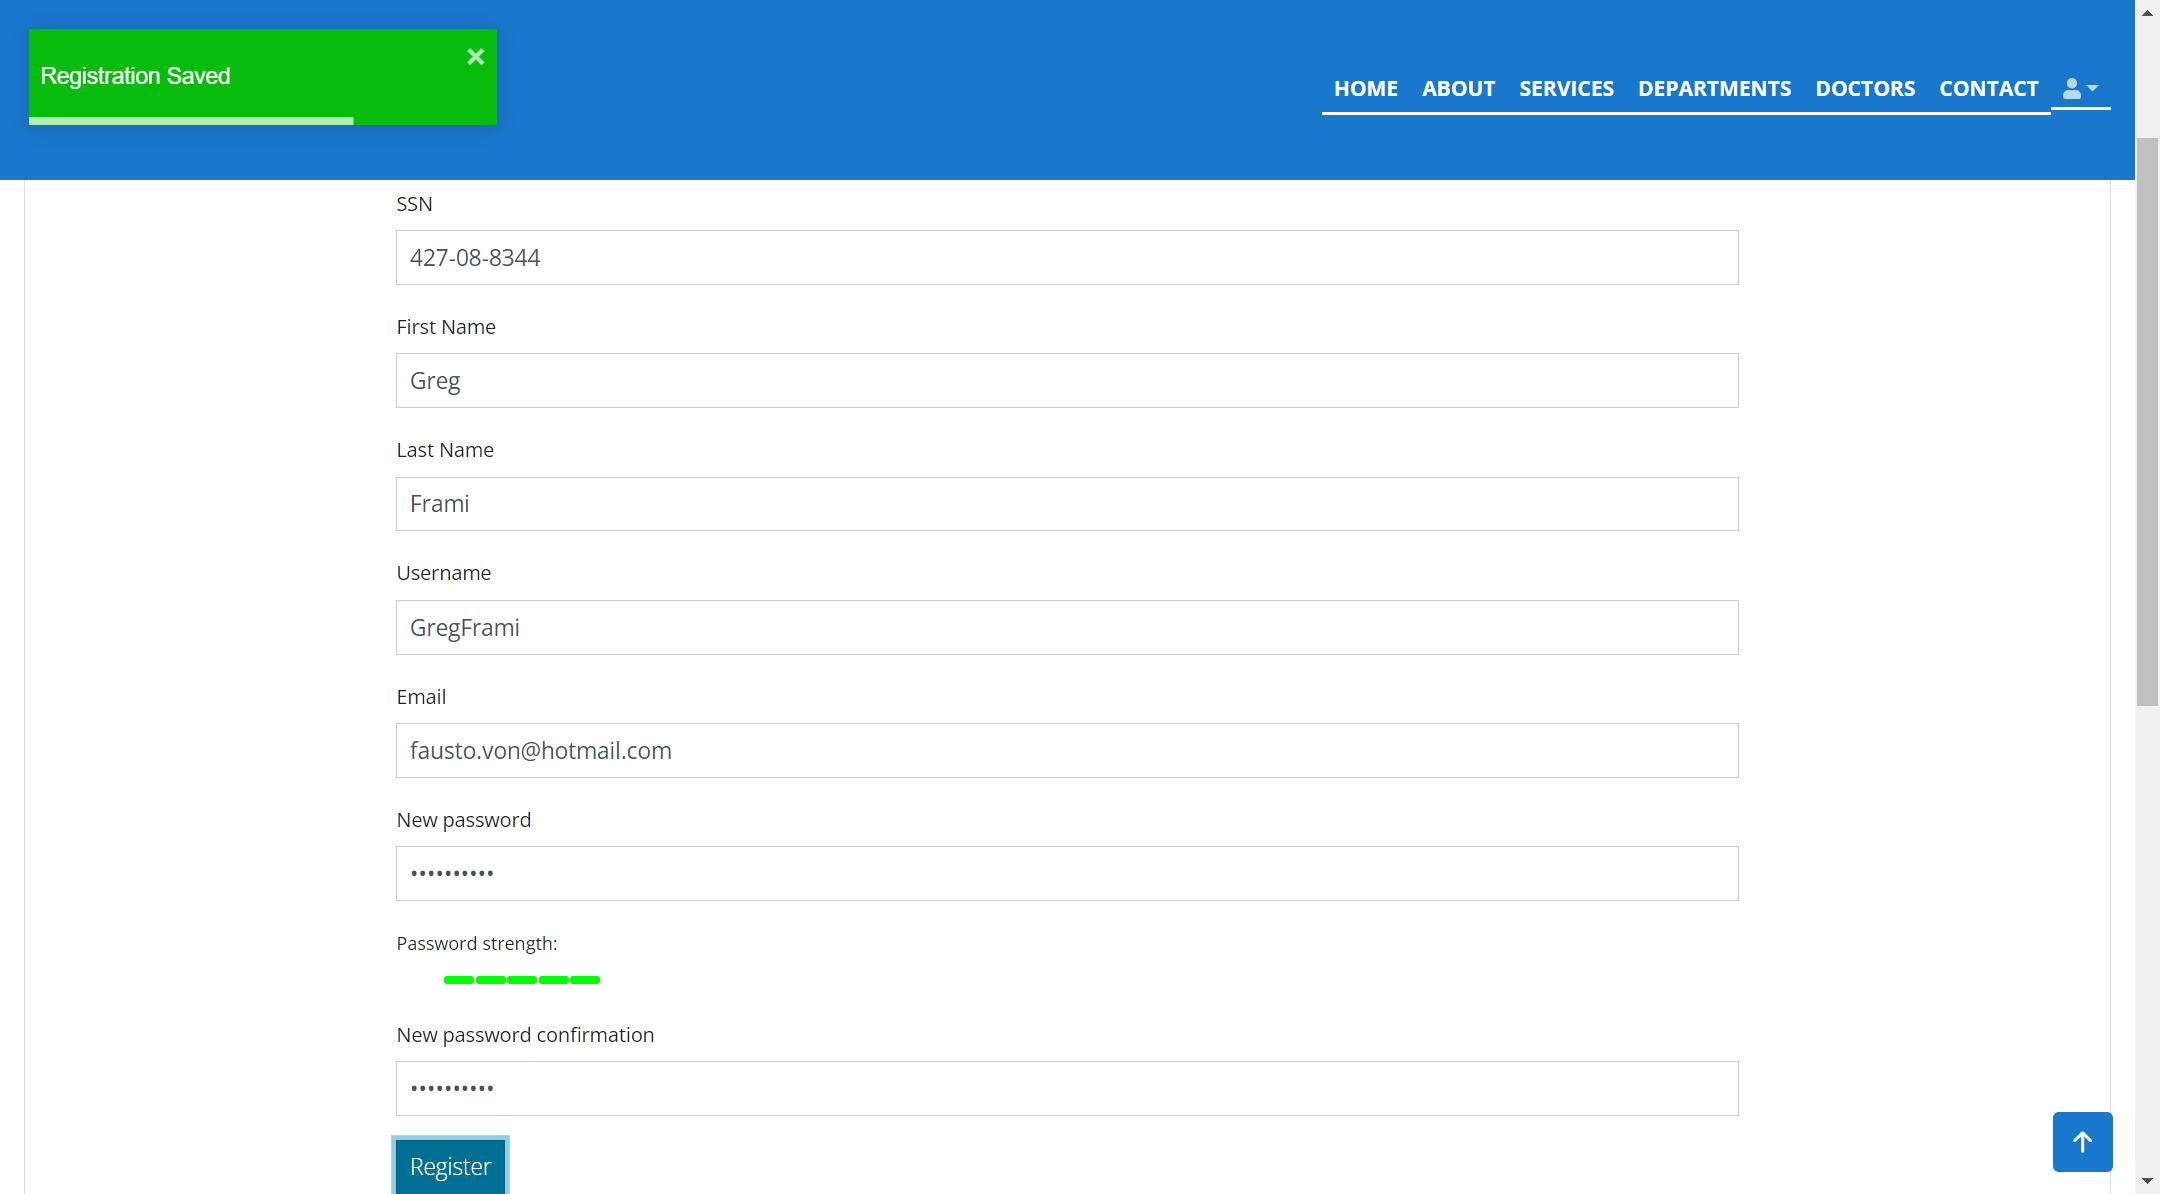 Registration Saved
HOME ABOUT SERVICES DEPARTMENTS DOCTORS CONTACT
SSN
427-08-8344
First Name
Greg
Last Name
Frami
Username
GregFrami
Email
fausto.von@hotmail.com
New password
••••••••••
Password strength:
New password confirmation
••••••••••
Register